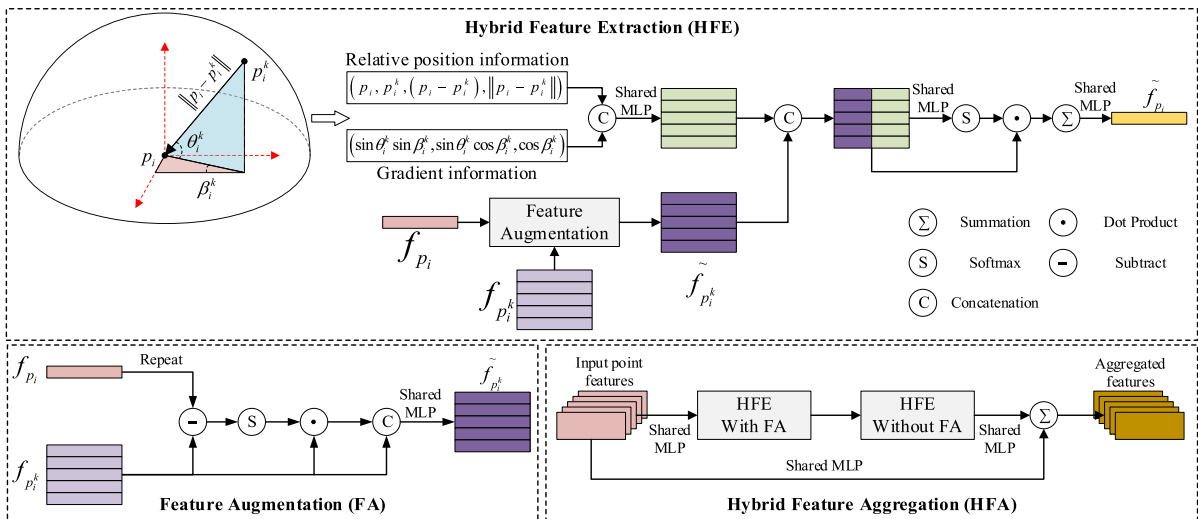 Hybrid Feature Extraction (HFE)
‖p_i − p_i^k‖
p_i^k
θ_i^k
p_i
β_i^k
Relative position information
(p_i, p_i^k, (p_i − p_i^k), ‖p_i − p_i^k‖)
(sin θ_i^k sin β_i^k, sin θ_i^k cos β_i^k, cos β_i^k)
Gradient information
C
Shared
MLP
C
Shared
MLP
S
•
Σ
Shared
MLP
f̃_{p_i}
f_{p_i}
Feature
Augmentation
f_{p_i^k}
f̃_{p_i^k}
Σ Summation
• Dot Product
S Softmax
− Subtract
C Concatenation
f_{p_i}
Repeat
f_{p_i^k}
−
S
•
C
Shared
MLP
f̃_{p_i^k}
Feature Augmentation (FA)
Input point
features
Shared
MLP
HFE
With FA
HFE
Without FA
Shared
MLP
Σ
Aggregated
features
Shared MLP
Hybrid Feature Aggregation (HFA)